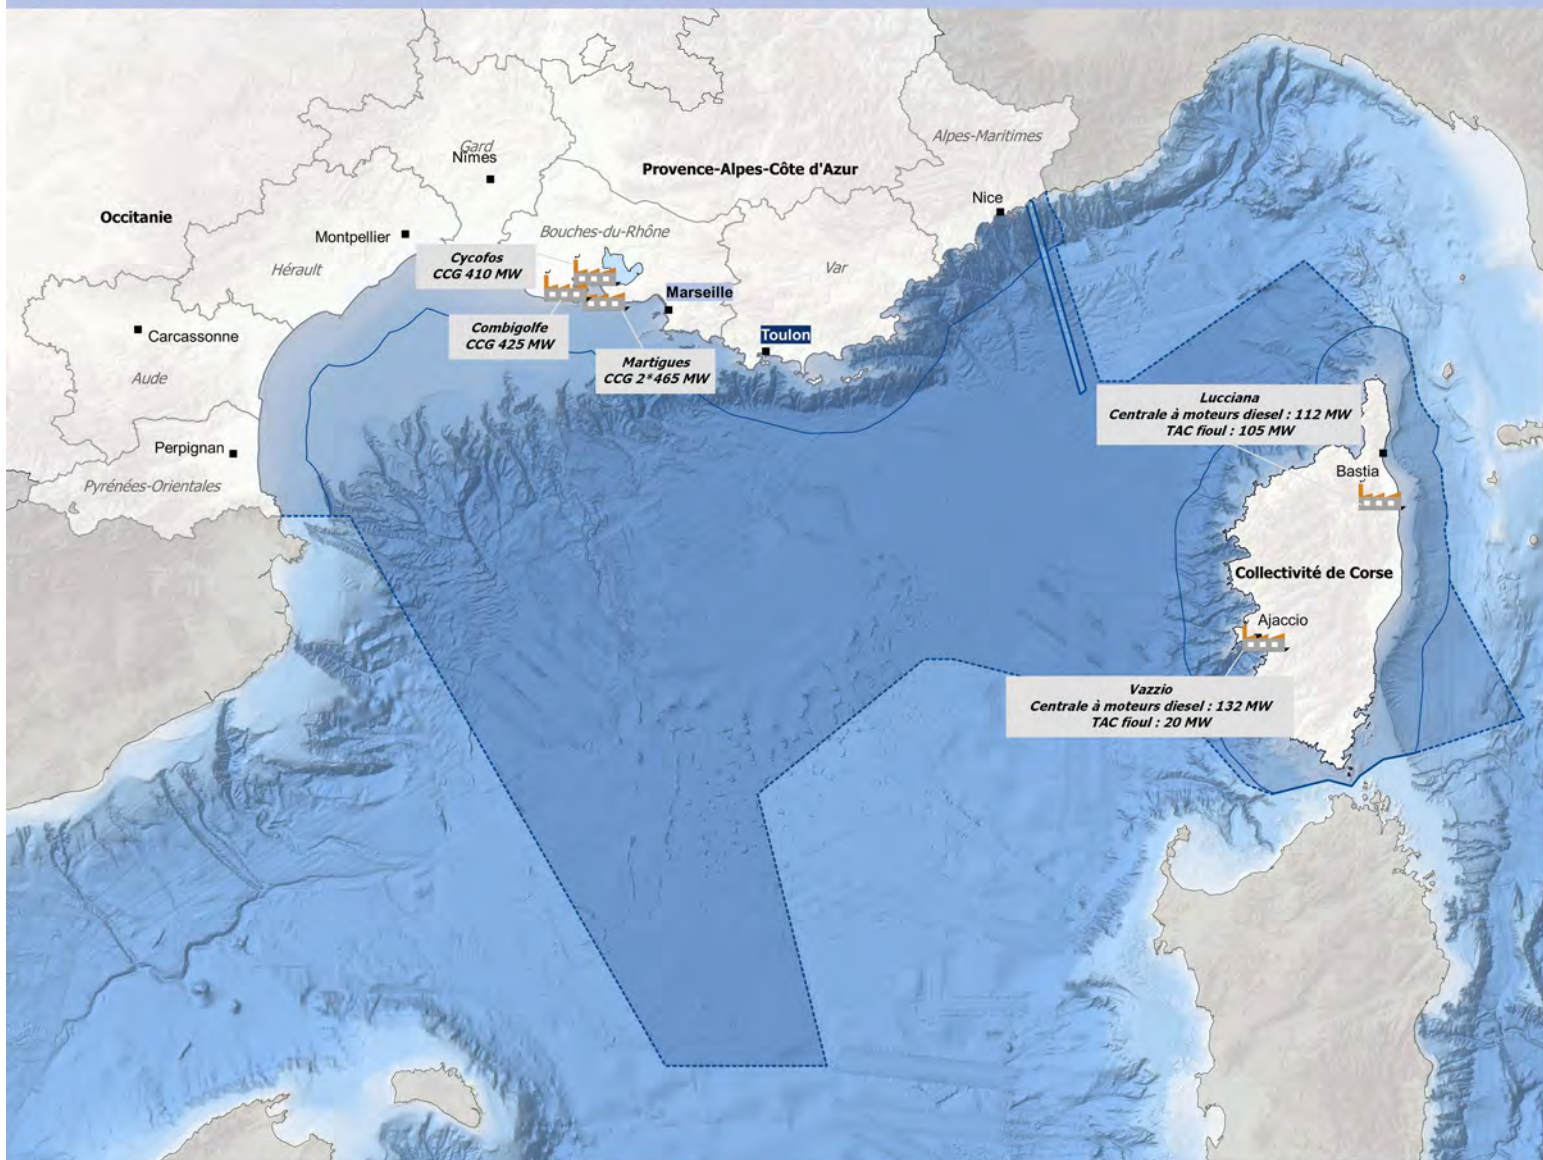 Alpes-Maritimes
Gard
Nîmes
Provence-Alpes-Côte d'Azur
Nice
Occitanie
Montpellier
Bouches-du-Rhône
Hérault
Cycofos
CCG 410 MW
Var
Marseille
Combigolfe
CCG 425 MW
Toulon
Carcassonne
Martigues
CCG 2*465 MW
Aude
Lucciana
Centrale à moteurs diesel : 112 MW
TAC fioul : 105 MW
Perpignan
Bastia
Pyrénées-Orientales
Collectivité de Corse
Ajaccio
Vazzio
Centrale à moteurs diesel : 132 MW
TAC fioul : 20 MW